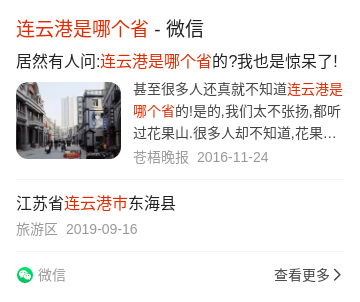 连云港是哪个省 - 微信
居然有人问:连云港是哪个省的?我也是惊呆了!
甚至很多人还真就不知道连云港是
哪个省的!是的,我们太不张扬,都听
过花果山.很多人却不知道,花果…
苍梧晚报 2016-11-24
江苏省连云港市东海县
旅游区 2019-09-16
微信
查看更多